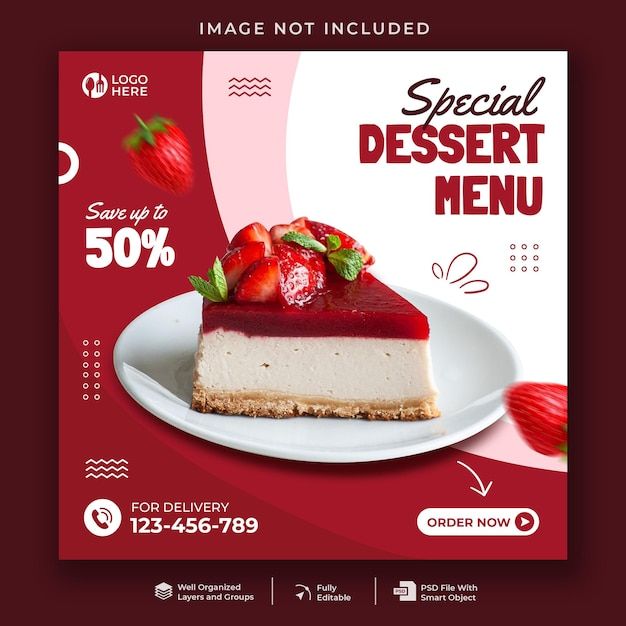 IMAGE NOT INCLUDED
LOGO
HERE
Special
DESSERT
MENU
Save up to
50%
FOR DELIVERY
123-456-789
ORDER NOW
Well Organized
Layers and Groups
Fully
Editable
PSD
PSD File With
Smart Object